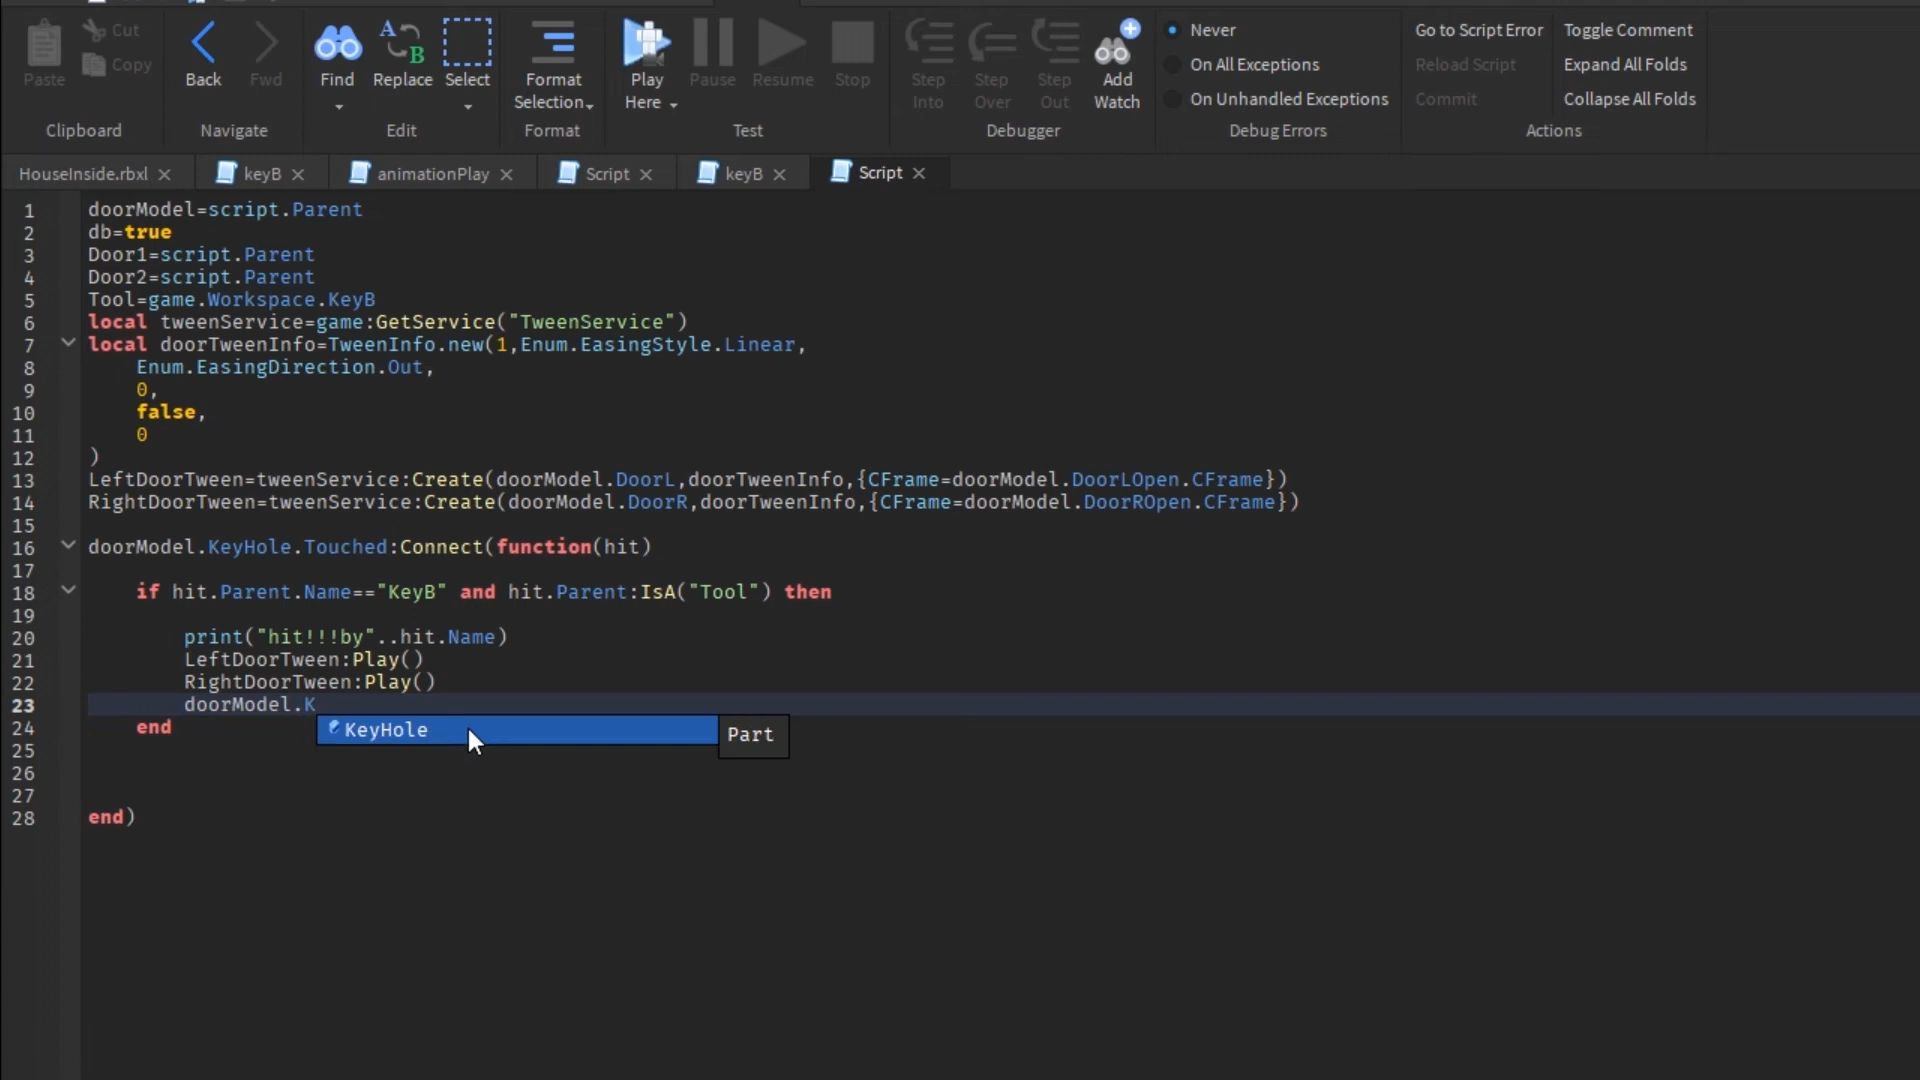 Paste
Cut
Copy
Clipboard
Back
Fwd
Navigate
Find
Replace
Select
Edit
Format
Selection
Format
Play
Here
Pause
Resume
Stop
Test
Step
Into
Step
Over
Step
Out
Add
Watch
Debugger
Never
On All Exceptions
On Unhandled Exceptions
Debug Errors
Go to Script Error
Reload Script
Commit
Toggle Comment
Expand All Folds
Collapse All Folds
Actions
HouseInside.rbxl
keyB
animationPlay
Script
keyB
Script
1 doorModel=script.Parent
2 db=true
3 Door1=script.Parent
4 Door2=script.Parent
5 Tool=game.Workspace.KeyB
6 local tweenService=game:GetService("TweenService")
7 local doorTweenInfo=TweenInfo.new(1,Enum.EasingStyle.Linear,
8 Enum.EasingDirection.Out,
9 0,
10 false,
11 0
12 )
13 LeftDoorTween=tweenService:Create(doorModel.DoorL,doorTweenInfo,{CFrame=doorModel.DoorLOpen.CFrame})
14 RightDoorTween=tweenService:Create(doorModel.DoorR,doorTweenInfo,{CFrame=doorModel.DoorROpen.CFrame})
15
16 doorModel.KeyHole.Touched:Connect(function(hit)
17
18 if hit.Parent.Name=="KeyB" and hit.Parent:IsA("Tool") then
19
20 print("hit!!!by"..hit.Name)
21 LeftDoorTween:Play()
22 RightDoorTween:Play()
23 doorModel.K
KeyHole
Part
24 end
25
26
27
28 end)